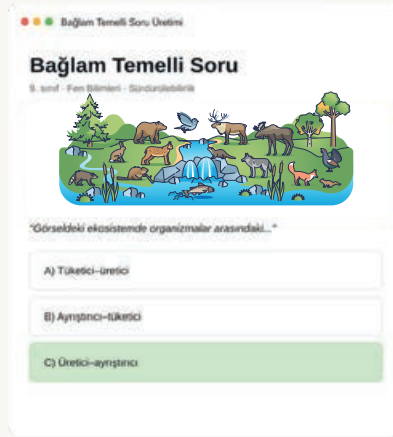 Bağlam Temelli Soru Üretimi
Bağlam Temelli Soru
9. sınıf · Fen Bilimleri · Sürdürülebilirlik
"Görseldeki ekosistemde organizmalar arasındaki..."
A) Tüketici–üretici
B) Ayrıştırıcı–tüketici
C) Üretici–ayrıştırıcı